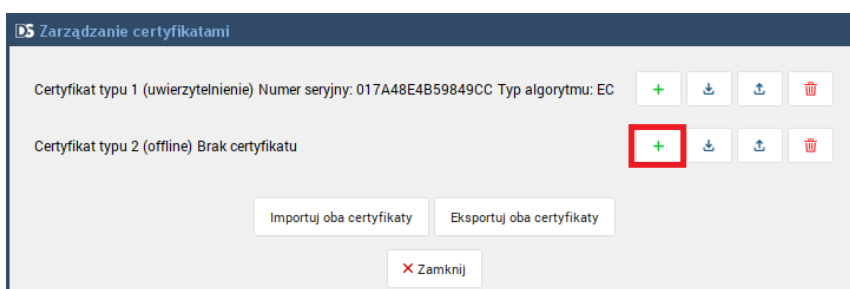 DS Zarządzanie certyfikatami
Certyfikat typu 1 (uwierzytelnienie) Numer seryjny: 017A48E4B59849CC Typ algorytmu: EC
Certyfikat typu 2 (offline) Brak certyfikatu
Importuj oba certyfikaty Eksportuj oba certyfikaty
Zamknij